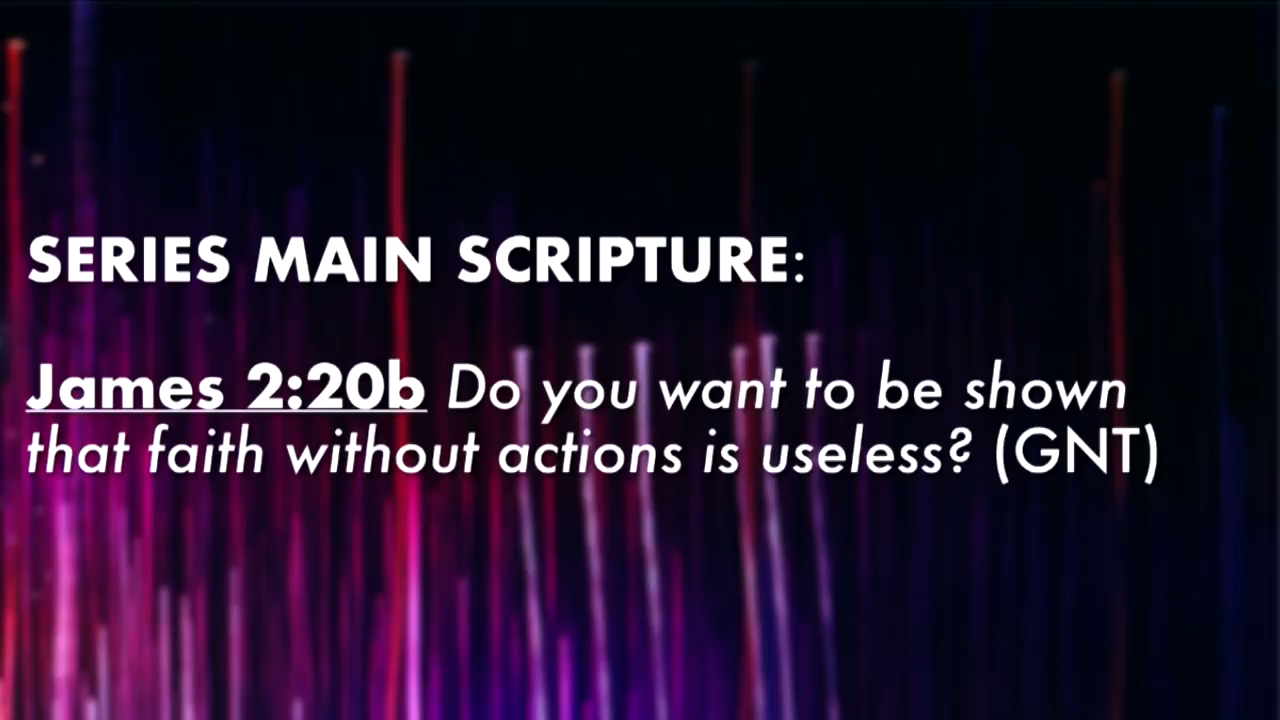 SERIES MAIN SCRIPTURE:
James 2:20b Do you want to be shown
that faith without actions is useless? (GNT)